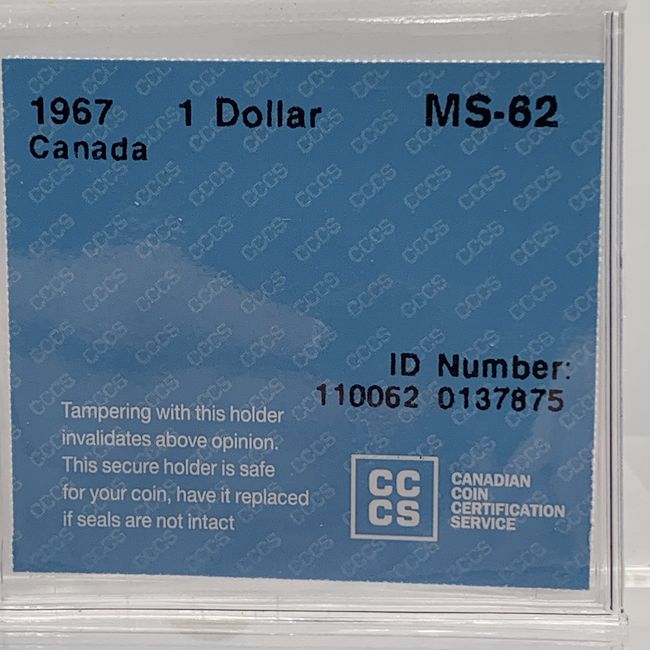 1967 1 Dollar MS-62
Canada
ID Number:
110062 0137875
Tampering with this holder
invalidates above opinion.
This secure holder is safe
for your coin, have it replaced
if seals are not intact
CC
CS
CANADIAN
COIN
CERTIFICATION
SERVICE